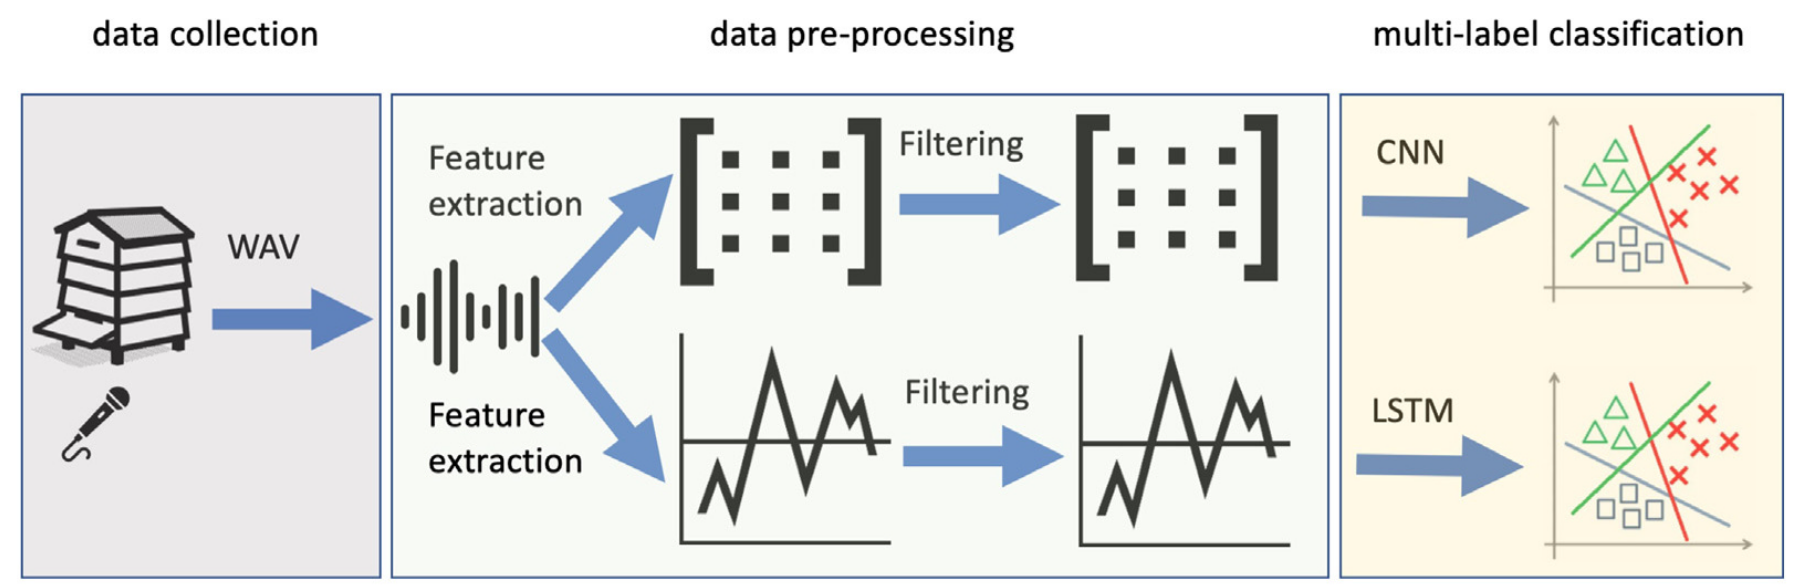 data collection
data pre-processing
multi-label classification
WAV
Feature
extraction
Filtering
Feature
extraction
Filtering
CNN
LSTM